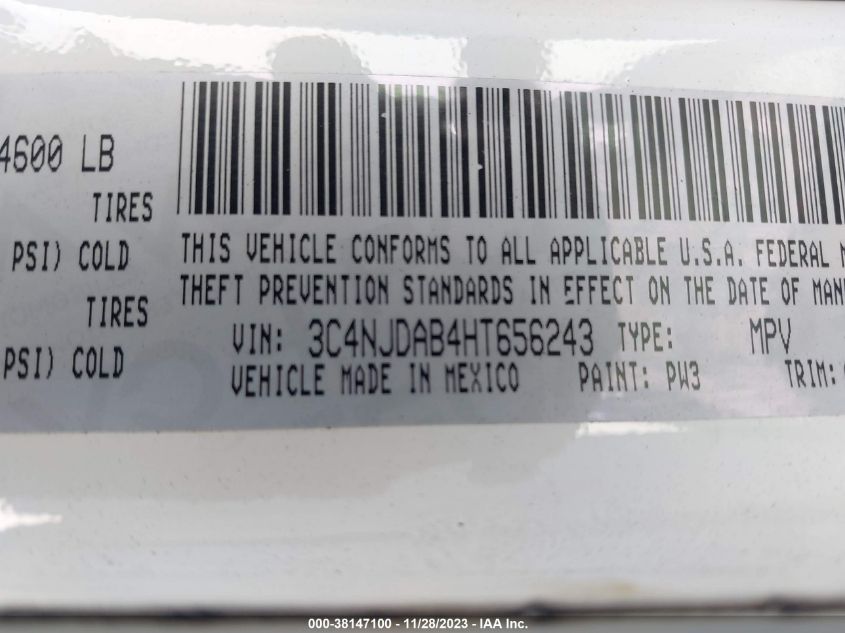 4600 LB
TIRES
PSI) COLD
TIRES
PSI) COLD
THIS VEHICLE CONFORMS TO ALL APPLICABLE U.S.A. FEDERAL
THEFT PREVENTION STANDARDS IN EFFECT ON THE DATE OF MAN
VIN: 3C4NJDAB4HT656243 TYPE: MPV
VEHICLE MADE IN MEXICO PAINT: PW3 TRIM:
000-38147100 - 11/28/2023 - IAA Inc.